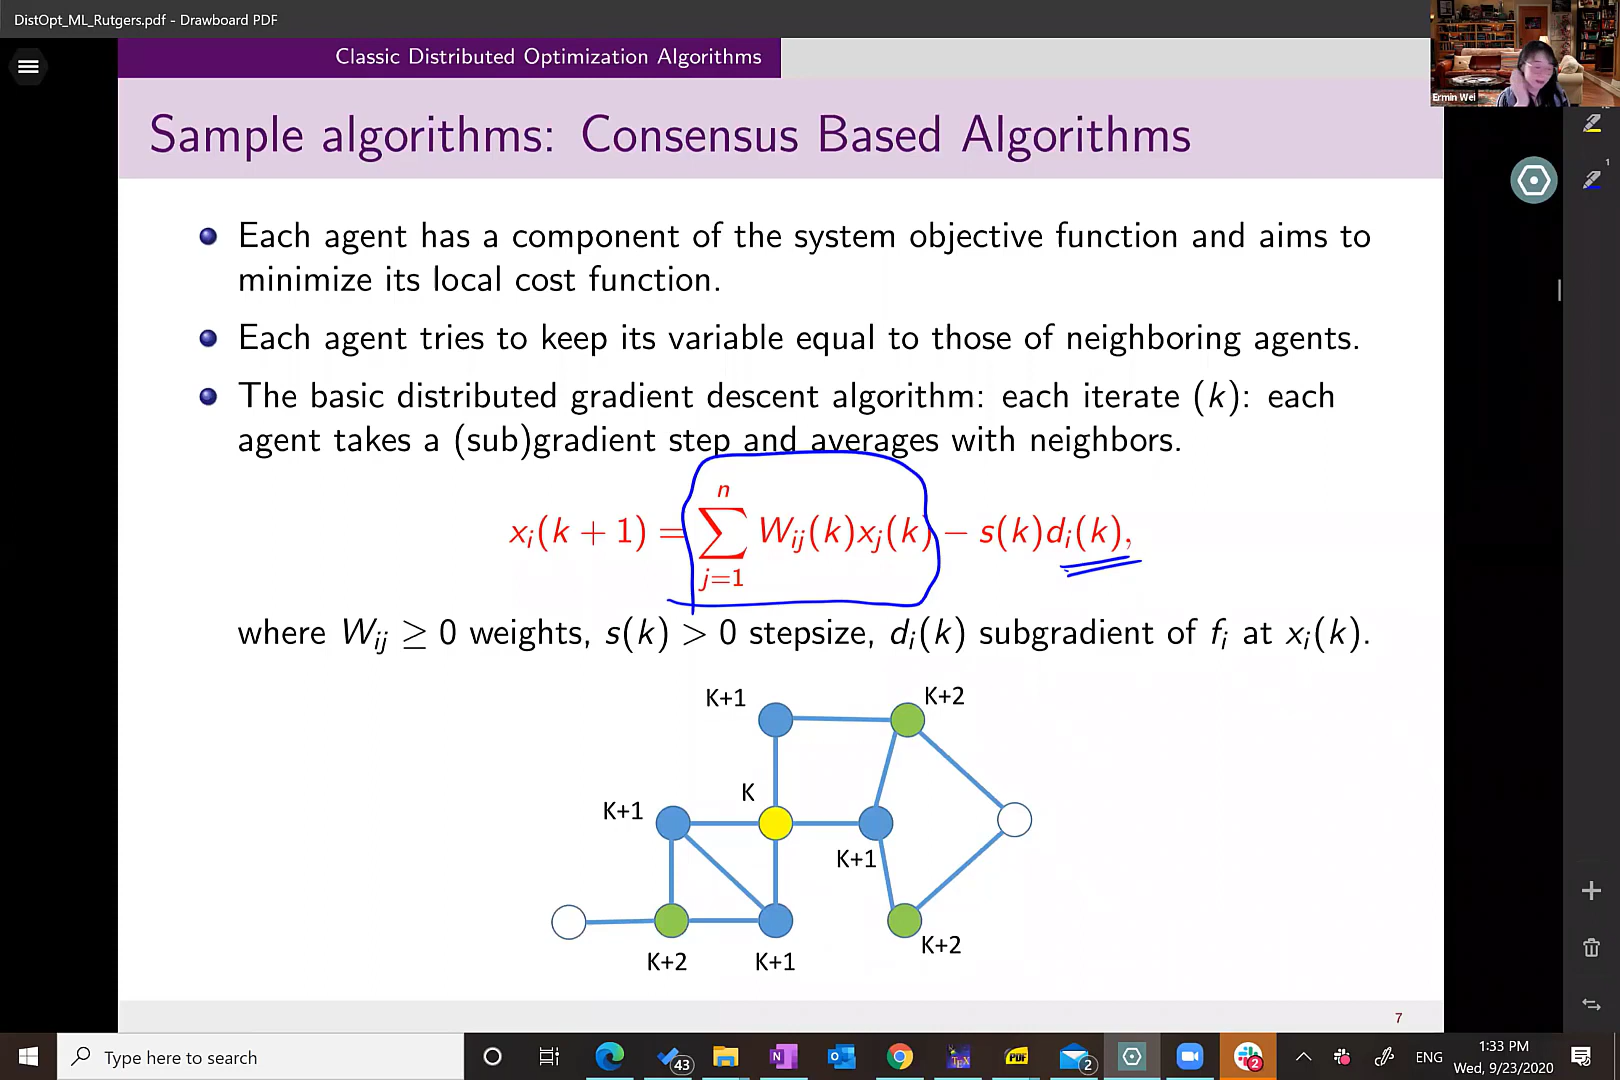 DistOpt_ML_Rutgers.pdf - Drawboard PDF
Classic Distributed Optimization Algorithms
Ermin Wei
Sample algorithms: Consensus Based Algorithms
1
Each agent has a component of the system objective function and aims to
minimize its local cost function.
Each agent tries to keep its variable equal to those of neighboring agents.
The basic distributed gradient descent algorithm: each iterate (k): each
agent takes a (sub)gradient step and averages with neighbors.
x_i(k + 1) = \sum_{j=1}^{n} W_{ij}(k)x_j(k) − s(k)d_i(k),
where W_{ij} ≥ 0 weights, s(k) > 0 stepsize, d_i(k) subgradient of f_i at x_i(k).
K+1
K+2
K
K+1
K+1
K+2
K+2
K+1
7
Type here to search
43
N
PDF
2
2
ENG
1:33 PM
Wed, 9/23/2020